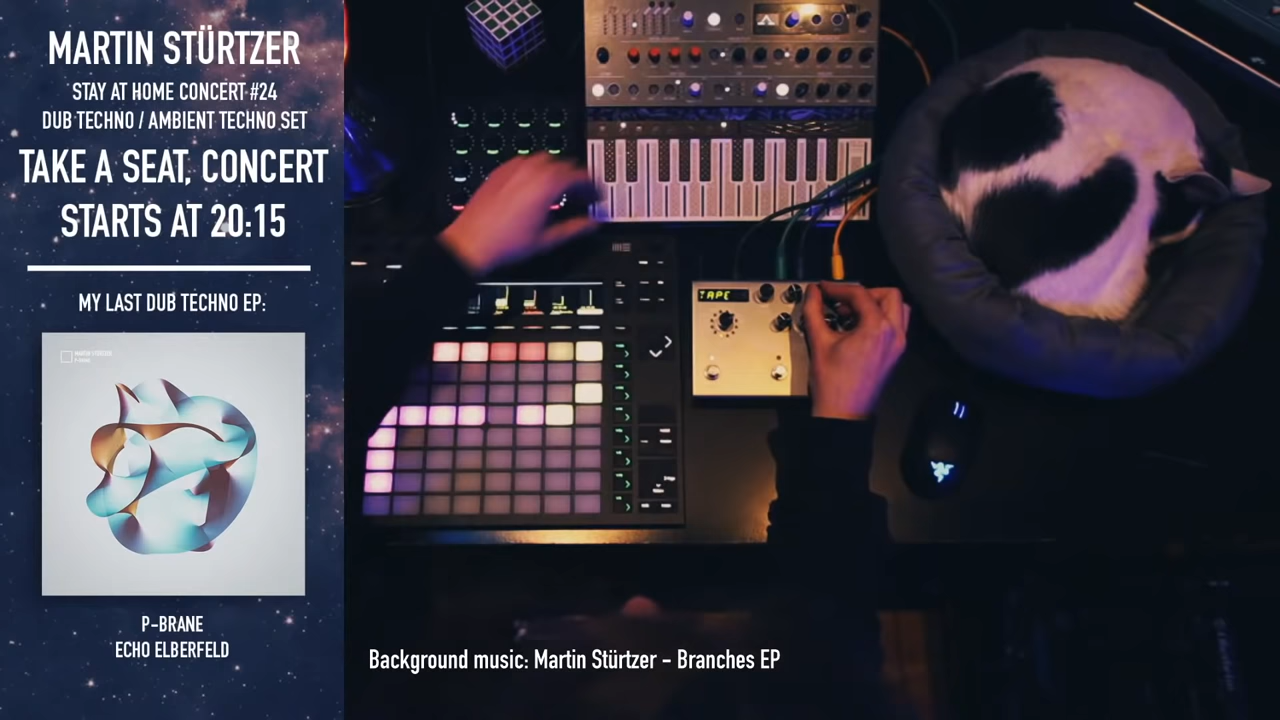 MARTIN STÜRTZER
STAY AT HOME CONCERT #24
DUB TECHNO / AMBIENT TECHNO SET
TAKE A SEAT, CONCERT
STARTS AT 20:15
MY LAST DUB TECHNO EP:
P-BRANE
ECHO ELBERFELD
TAPE
Background music: Martin Stürtzer - Branches EP